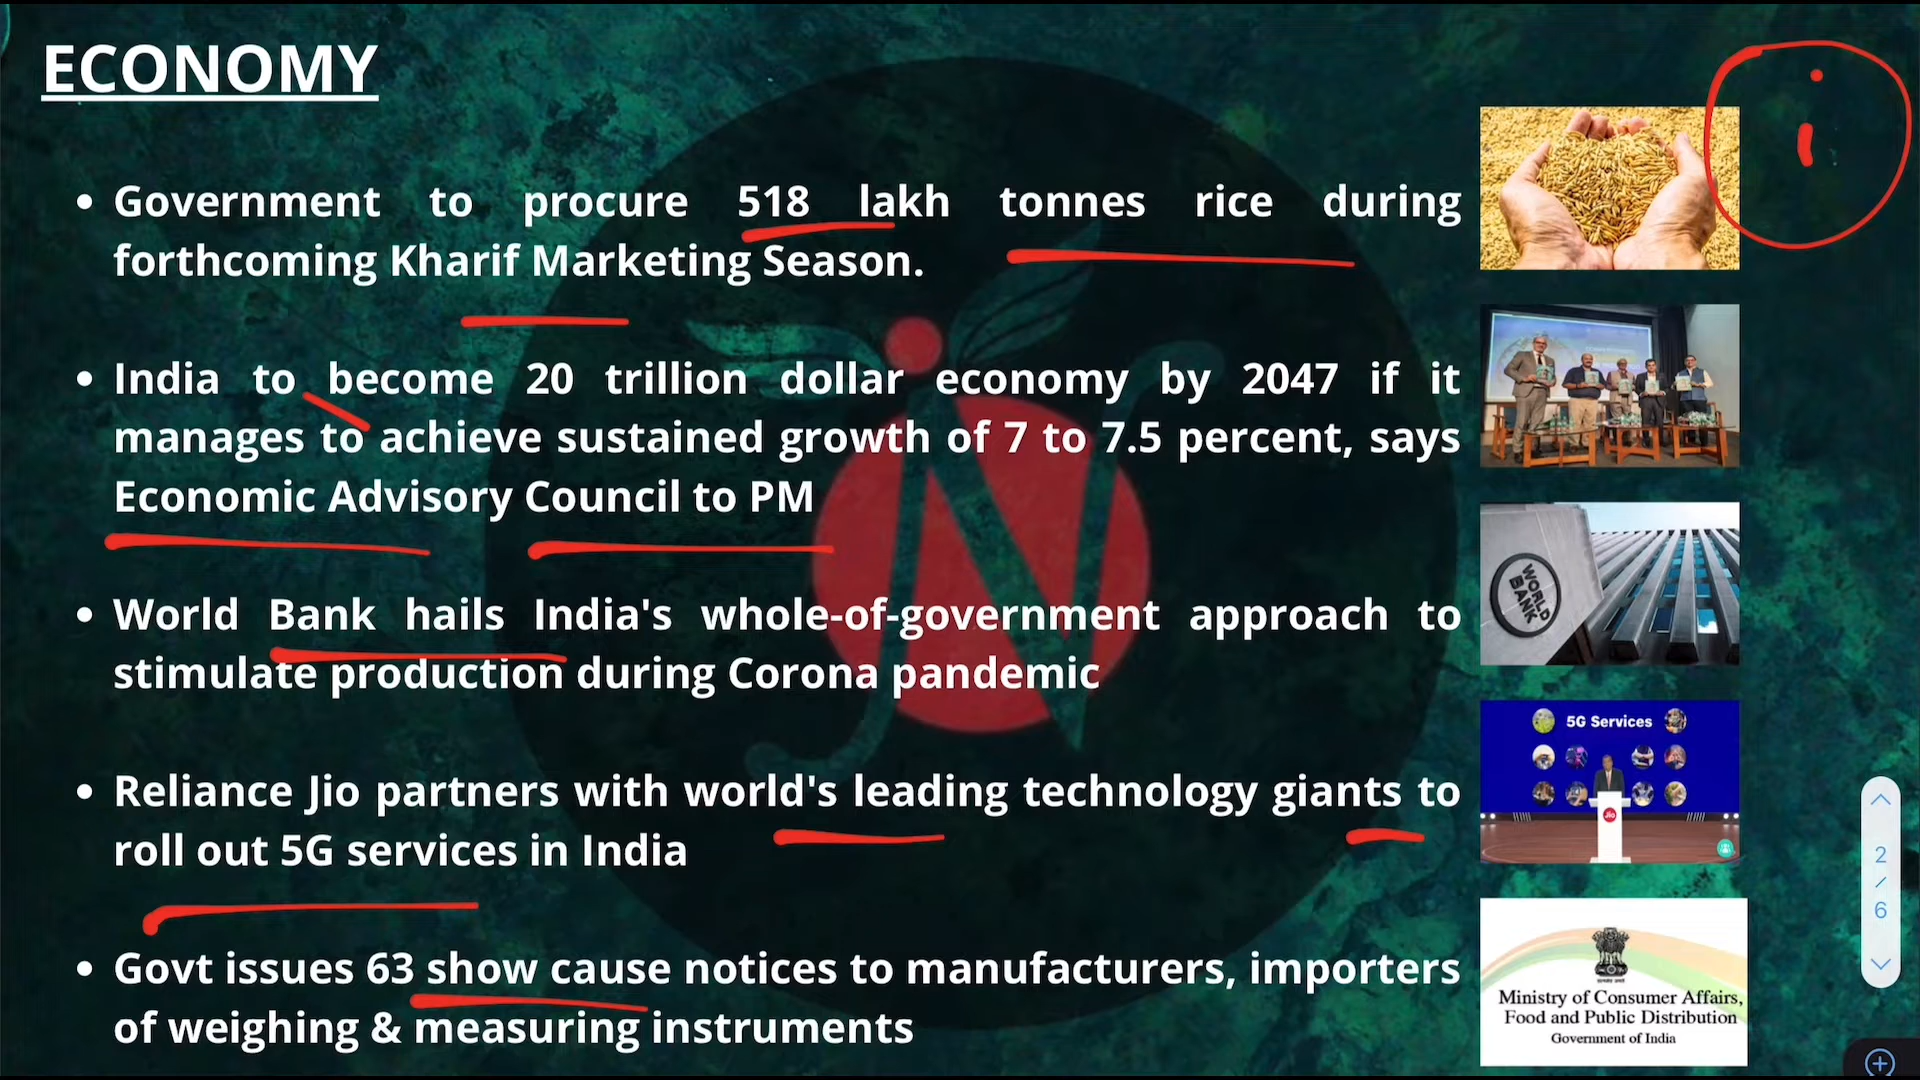 ECONOMY
• Government to procure 518 lakh tonnes rice during
forthcoming Kharif Marketing Season.
• India to become 20 trillion dollar economy by 2047 if it
manages to achieve sustained growth of 7 to 7.5 percent, says
Economic Advisory Council to PM
• World Bank hails India's whole-of-government approach to
stimulate production during Corona pandemic
• Reliance Jio partners with world's leading technology giants to
roll out 5G services in India
• Govt issues 63 show cause notices to manufacturers, importers
of weighing & measuring instruments
i
WORLD
BANK
5G Services
Jio
Ministry of Consumer Affairs,
Food and Public Distribution
Government of India
2
/
6